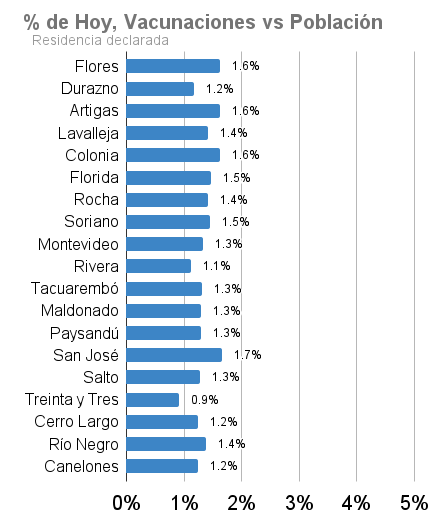 % de Hoy, Vacunaciones vs Población
Residencia declarada
Flores 1.6%
Durazno 1.2%
Artigas 1.6%
Lavalleja 1.4%
Colonia 1.6%
Florida 1.5%
Rocha 1.4%
Soriano 1.5%
Montevideo 1.3%
Rivera 1.1%
Tacuarembó 1.3%
Maldonado 1.3%
Paysandú 1.3%
San José 1.7%
Salto 1.3%
Treinta y Tres 0.9%
Cerro Largo 1.2%
Río Negro 1.4%
Canelones 1.2%
0% 1% 2% 3% 4% 5%